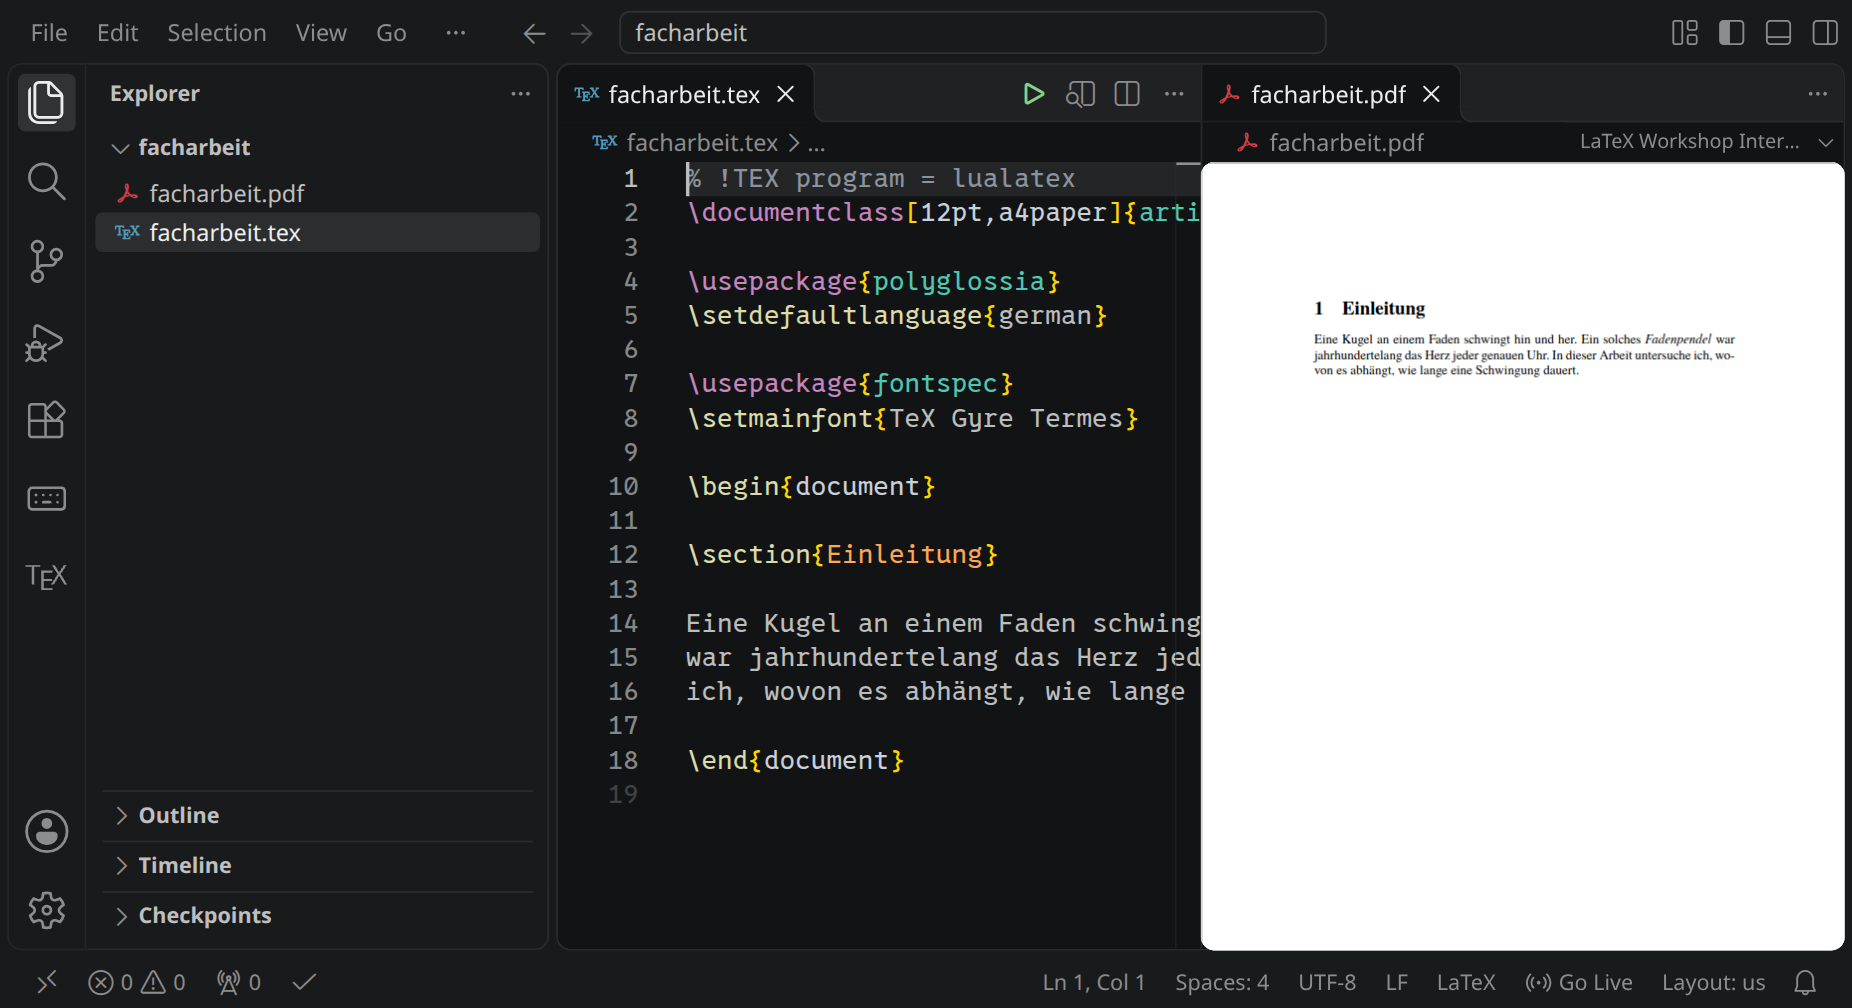 File Edit Selection View Go ··· facharbeit
Explorer ···
facharbeit
facharbeit.pdf
TEX facharbeit.tex
TEX
Outline
Timeline
Checkpoints
TEX facharbeit.tex
···
TEX facharbeit.tex > ...
1 % !TEX program = lualatex
2 \documentclass[12pt,a4paper]{arti
3
4 \usepackage{polyglossia}
5 \setdefaultlanguage{german}
6
7 \usepackage{fontspec}
8 \setmainfont{TeX Gyre Termes}
9
10 \begin{document}
11
12 \section{Einleitung}
13
14 Eine Kugel an einem Faden schwing
15 war jahrhundertelang das Herz jed
16 ich, wovon es abhängt, wie lange
17
18 \end{document}
19
facharbeit.pdf
···
facharbeit.pdf LaTeX Workshop Inter...
1 Einleitung
Eine Kugel an einem Faden schwingt hin und her. Ein solches Fadenpendel war
jahrhundertelang das Herz jeder genauen Uhr. In dieser Arbeit untersuche ich, wo-
von es abhängt, wie lange eine Schwingung dauert.
0 0 0 Ln 1, Col 1 Spaces: 4 UTF-8 LF LaTeX Go Live Layout: us